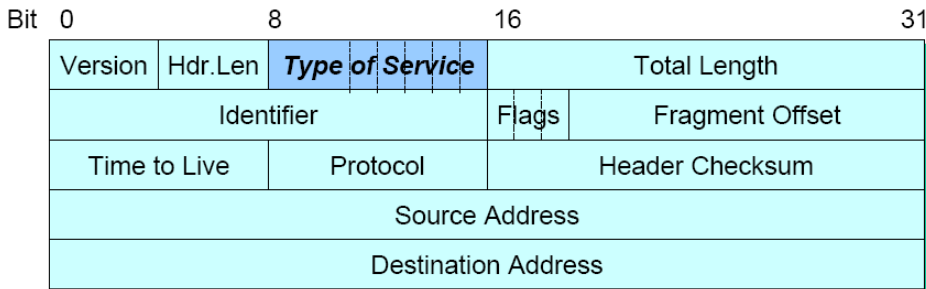 Bit 0 8 16 31
Version Hdr.Len Type of Service Total Length
Identifier Flags Fragment Offset
Time to Live Protocol Header Checksum
Source Address
Destination Address